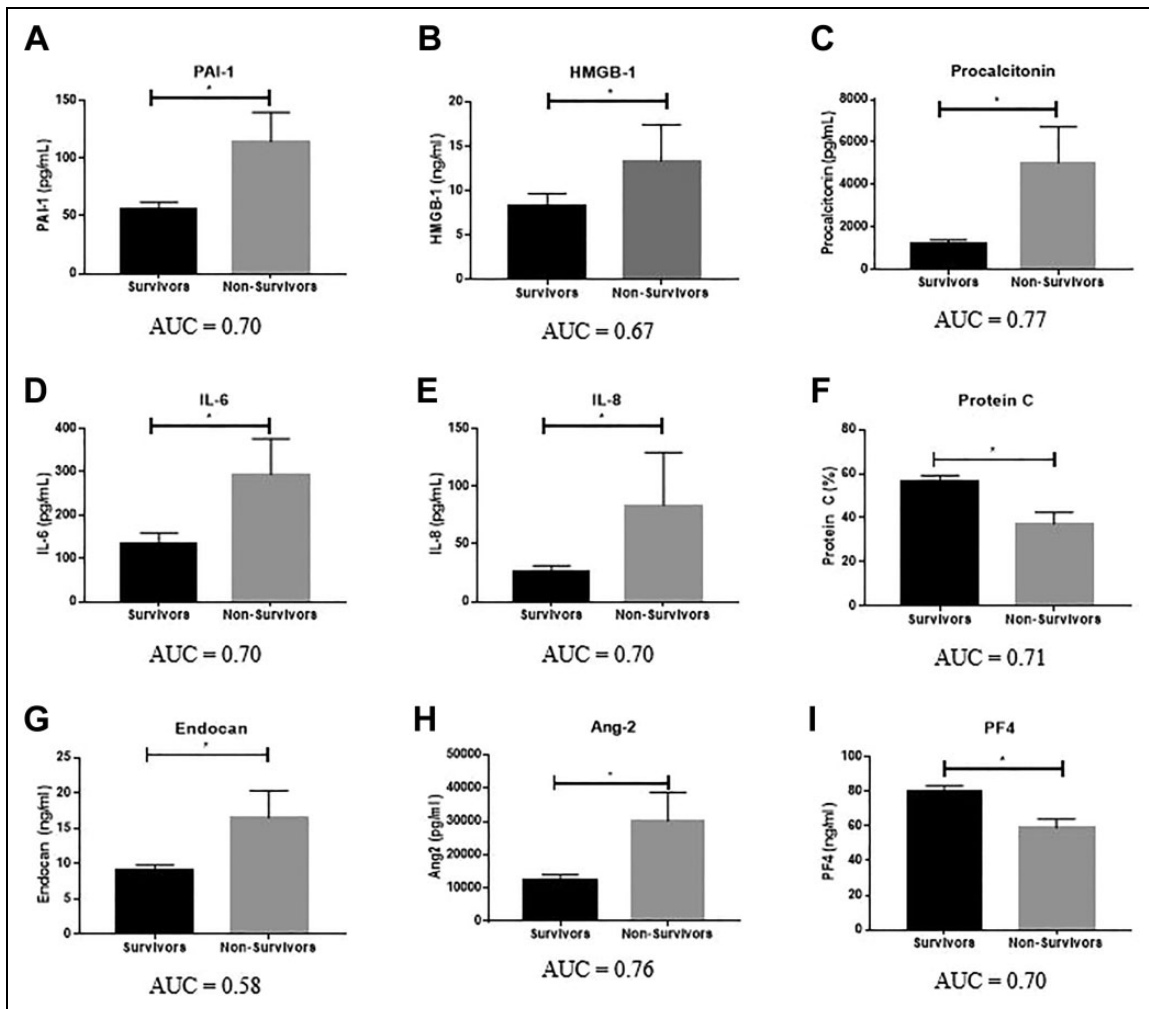 A
PAI-1
*
150
100
50
0
PAI-1 (pg/mL)
Survivors Non-Survivors
AUC = 0.70
B
HMGB-1
*
20
15
10
5
0
HMGB-1 (ng/ml)
Survivors Non-Survivors
AUC = 0.67
C
Procalcitonin
*
8000
6000
4000
2000
0
Procalcitonin (pg/mL)
Survivors Non-Survivors
AUC = 0.77
D
IL-6
*
400
300
200
100
0
IL-6 (pg/mL)
Survivors Non-Survivors
AUC = 0.70
E
IL-8
*
150
100
50
0
IL-8 (pg/mL)
Survivors Non-Survivors
AUC = 0.70
F
Protein C
*
80
60
40
20
0
Protein C (%)
Survivors Non-Survivors
AUC = 0.71
G
Endocan
*
25
20
15
10
5
0
Endocan (ng/ml)
Survivors Non-Survivors
AUC = 0.58
H
Ang-2
*
50000
40000
30000
20000
10000
0
Ang2 (pg/ml)
Survivors Non-Survivors
AUC = 0.76
I
PF4
*
100
80
60
40
20
0
PF4 (ng/ml)
Survivors Non-Survivors
AUC = 0.70